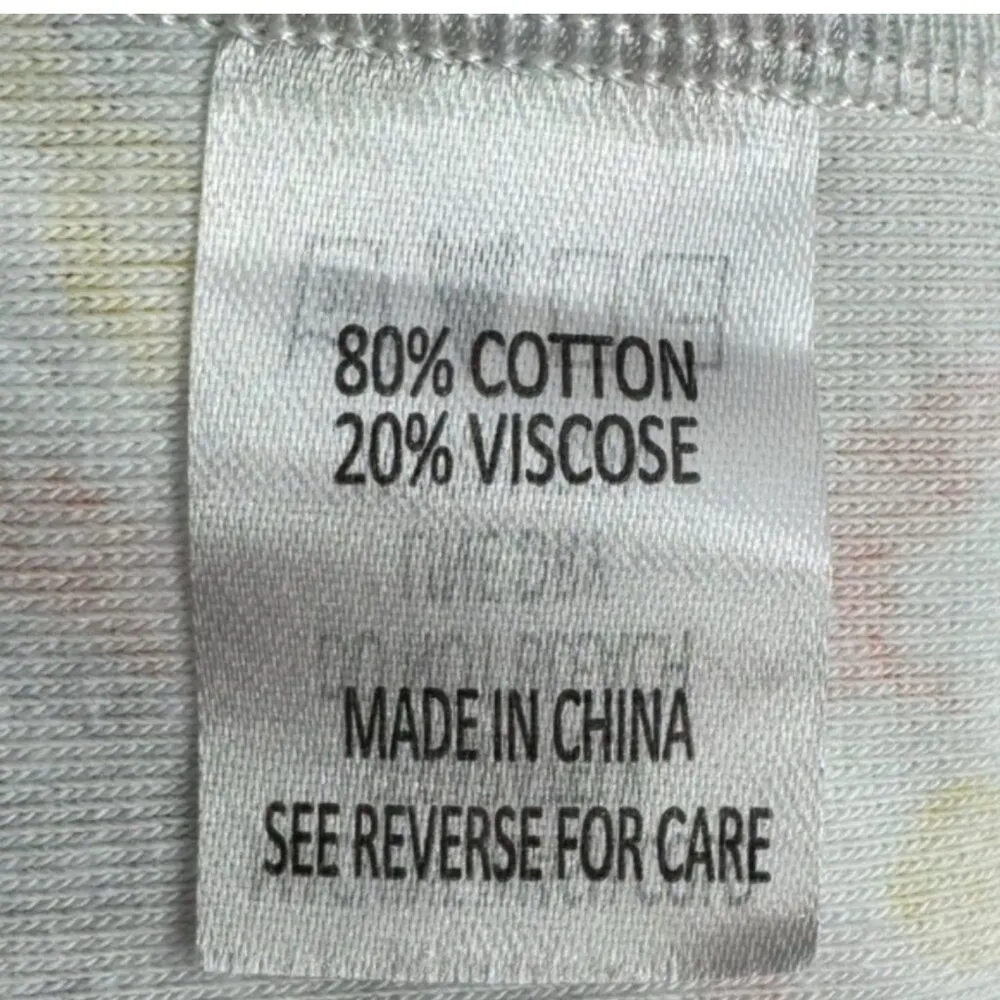 80% COTTON
20% VISCOSE
MADE IN CHINA
SEE REVERSE FOR CARE